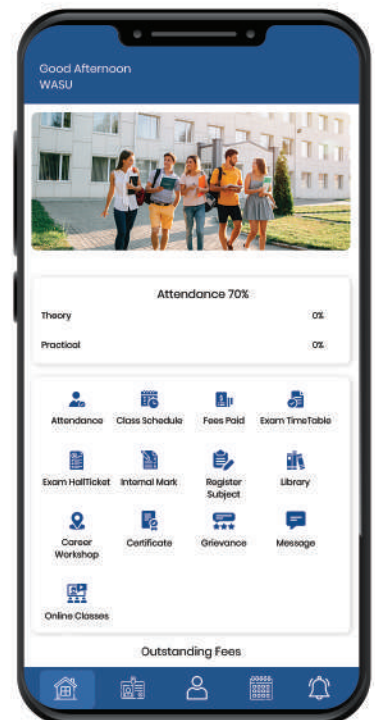 Good Afternoon
WASU
Attendance 70%
Theory 0%
Practical 0%
Attendance Class Schedule Fees Paid Exam TimeTable
Exam HallTicket Internal Mark Register Subject Library
Career Workshop Certificate Grievance Message
Online Classes
Outstanding Fees